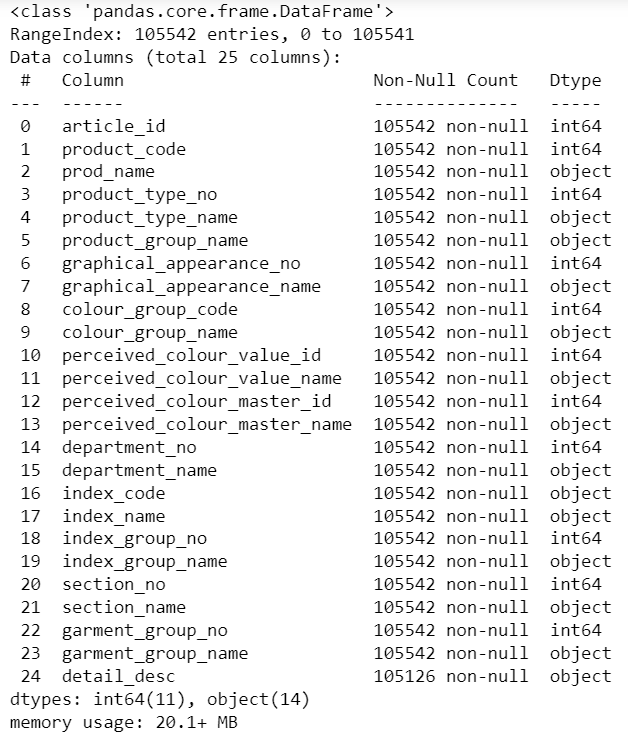 <class 'pandas.core.frame.DataFrame'>
RangeIndex: 105542 entries, 0 to 105541
Data columns (total 25 columns):
 #   Column                        Non-Null Count   Dtype
---  ------                        --------------   -----
 0   article_id                    105542 non-null  int64
 1   product_code                  105542 non-null  int64
 2   prod_name                     105542 non-null  object
 3   product_type_no               105542 non-null  int64
 4   product_type_name             105542 non-null  object
 5   product_group_name            105542 non-null  object
 6   graphical_appearance_no       105542 non-null  int64
 7   graphical_appearance_name     105542 non-null  object
 8   colour_group_code             105542 non-null  int64
 9   colour_group_name             105542 non-null  object
 10  perceived_colour_value_id     105542 non-null  int64
 11  perceived_colour_value_name   105542 non-null  object
 12  perceived_colour_master_id    105542 non-null  int64
 13  perceived_colour_master_name  105542 non-null  object
 14  department_no                 105542 non-null  int64
 15  department_name               105542 non-null  object
 16  index_code                    105542 non-null  object
 17  index_name                    105542 non-null  object
 18  index_group_no                105542 non-null  int64
 19  index_group_name              105542 non-null  object
 20  section_no                    105542 non-null  int64
 21  section_name                  105542 non-null  object
 22  garment_group_no              105542 non-null  int64
 23  garment_group_name            105542 non-null  object
 24  detail_desc                   105126 non-null  object
dtypes: int64(11), object(14)
memory usage: 20.1+ MB